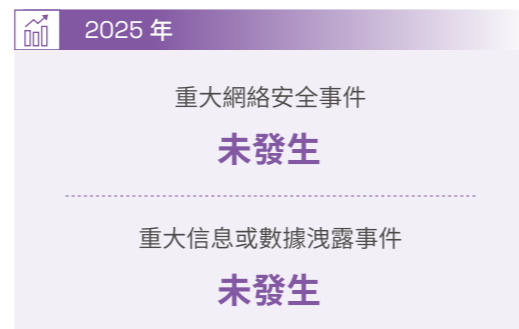 2025 年
重大網絡安全事件
未發生
重大信息或數據洩露事件
未發生